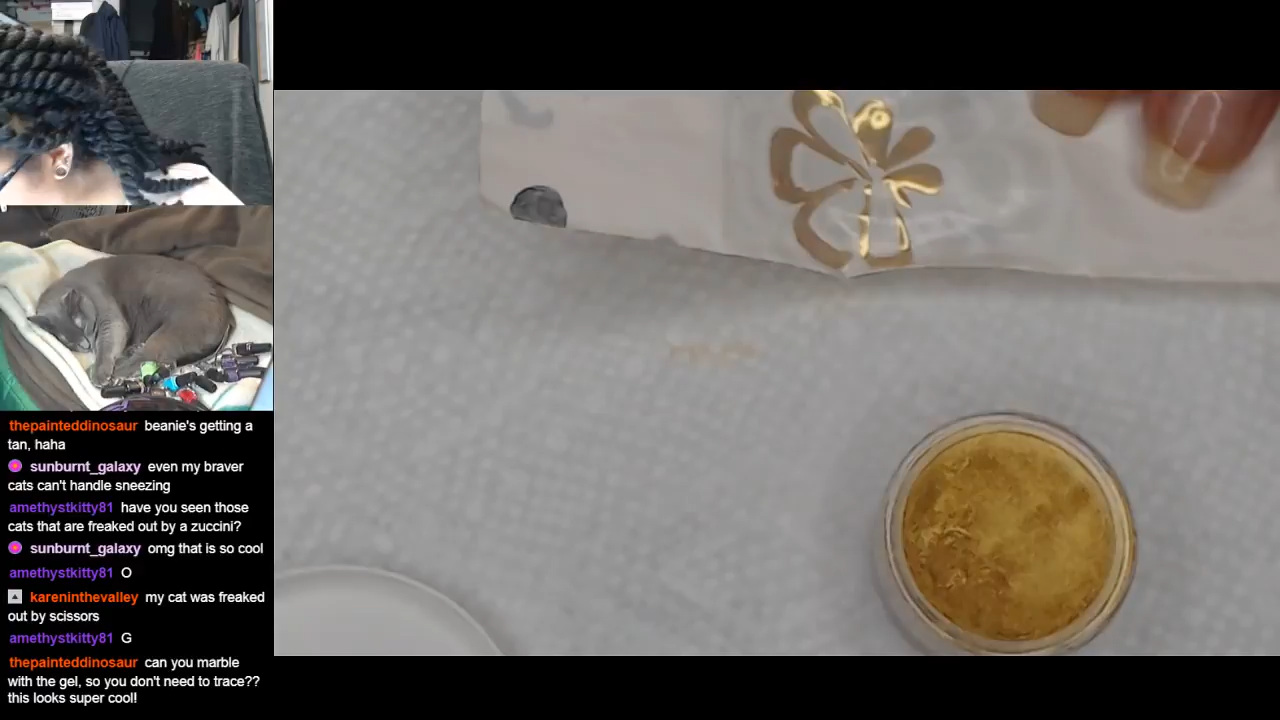 thepainteddinosaur beanie's getting a
tan, haha
sunburnt_galaxy even my braver
cats can't handle sneezing
amethystkitty81 have you seen those
cats that are freaked out by a zuccini?
sunburnt_galaxy omg that is so cool
amethystkitty81 O
kareninthevalley my cat was freaked
out by scissors
amethystkitty81 G
thepainteddinosaur can you marble
with the gel, so you don't need to trace??
this looks super cool!